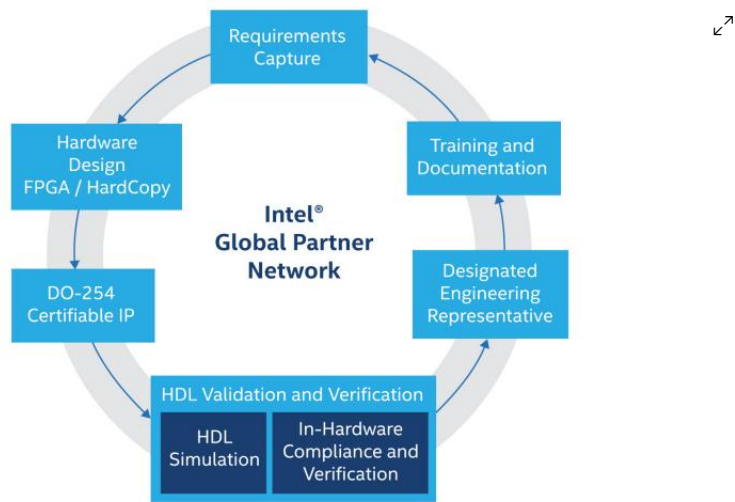 Requirements
Capture
Hardware
Design
FPGA / HardCopy
Training and
Documentation
Intel®
Global Partner
Network
DO-254
Certifiable IP
Designated
Engineering
Representative
HDL Validation and Verification
HDL
Simulation
In-Hardware
Compliance and
Verification